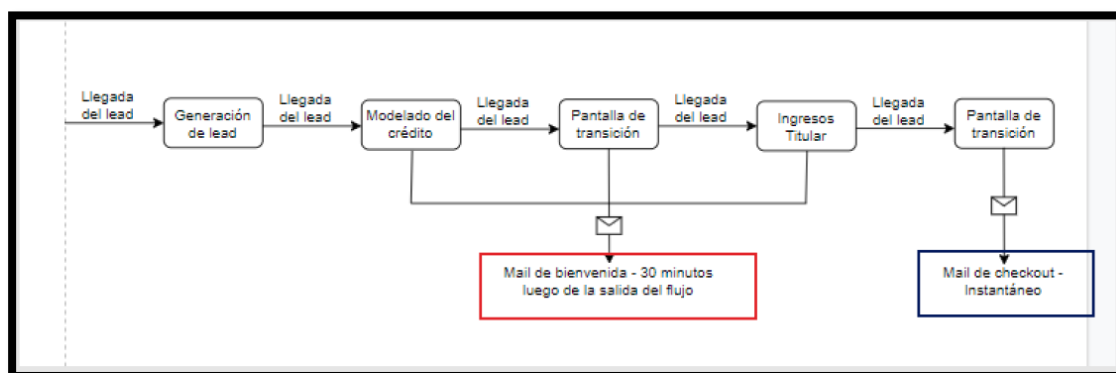 Llegada
del lead
Generación
de lead
Llegada
del lead
Modelado del
crédito
Llegada
del lead
Pantalla de
transición
Llegada
del lead
Ingresos
Titular
Llegada
del lead
Pantalla de
transición
Mail de bienvenida - 30 minutos
luego de la salida del flujo
Mail de checkout -
Instantáneo